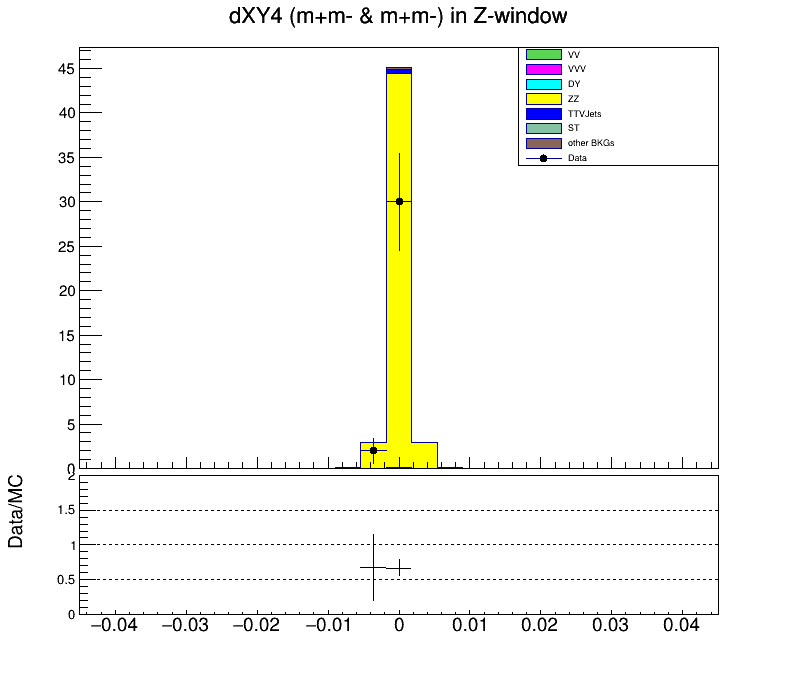 dXY4 (m+m- & m+m-) in Z-window
VV
VVV
DY
ZZ
TTVJets
ST
other BKGs
Data
45
40
35
30
25
20
15
10
5
0
Data/MC
2
1.5
1
0.5
0
−0.04 −0.03 −0.02 −0.01 0 0.01 0.02 0.03 0.04